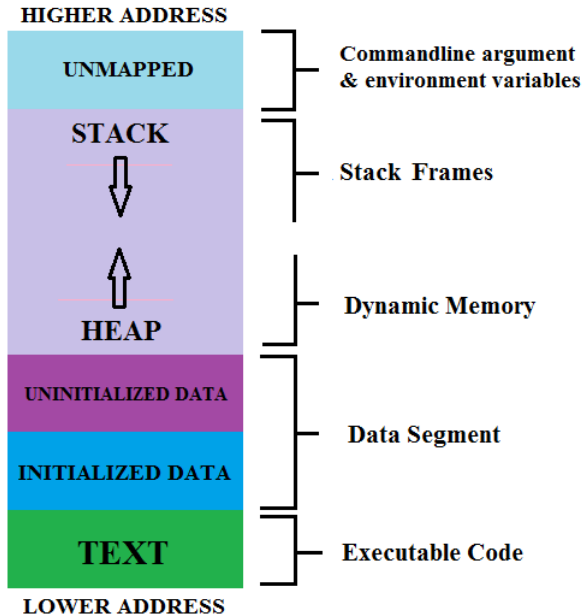 HIGHER ADDRESS
UNMAPPED
Commandline argument
& environment variables
STACK
Stack Frames
HEAP
Dynamic Memory
UNINITIALIZED DATA
INITIALIZED DATA
Data Segment
TEXT
Executable Code
LOWER ADDRESS